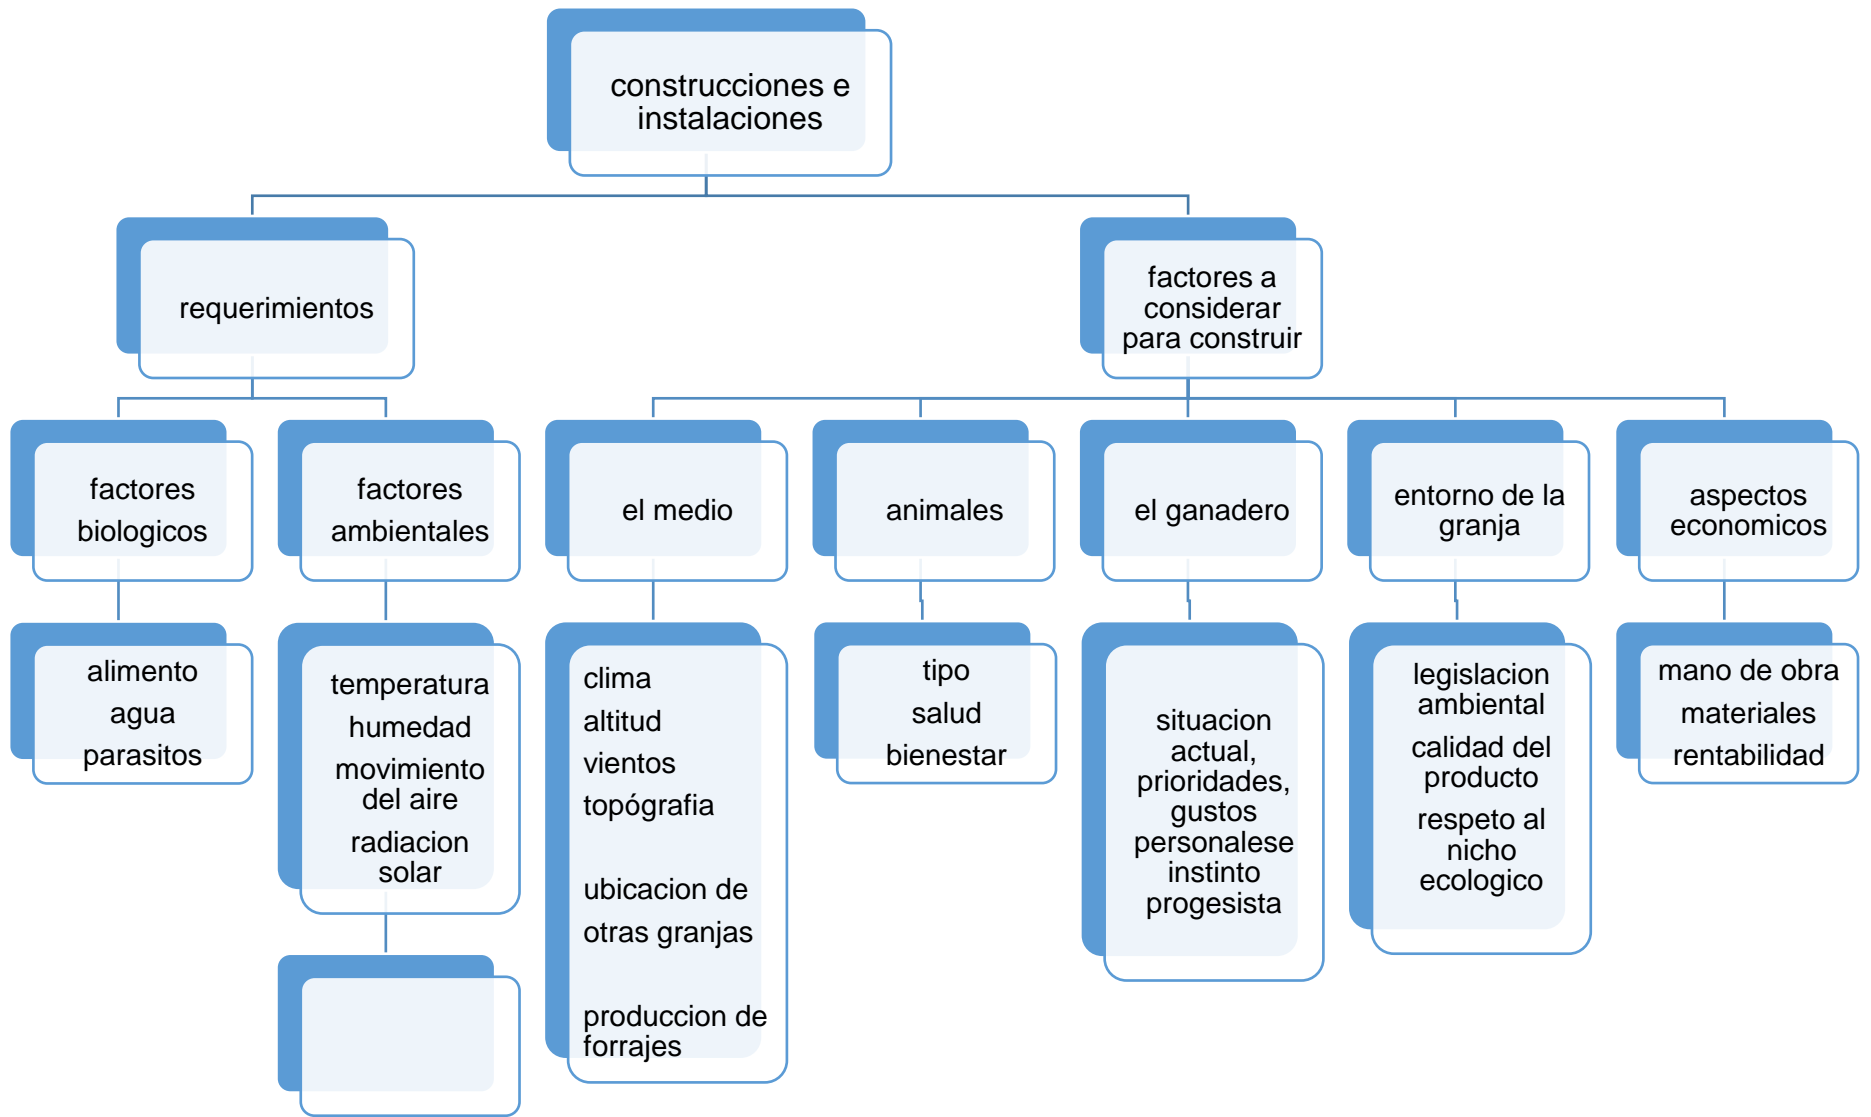 construcciones e
instalaciones
requerimientos
factores a
considerar
para construir
factores
biologicos
factores
ambientales
el medio
animales
el ganadero
entorno de la
granja
aspectos
economicos
alimento
agua
parasitos
temperatura
humedad
movimiento
del aire
radiacion
solar
clima
altitud
vientos
topógrafia
ubicacion de
otras granjas
produccion de
forrajes
tipo
salud
bienestar
situacion
actual,
prioridades,
gustos
personalese
instinto
progesista
legislacion
ambiental
calidad del
producto
respeto al
nicho
ecologico
mano de obra
materiales
rentabilidad